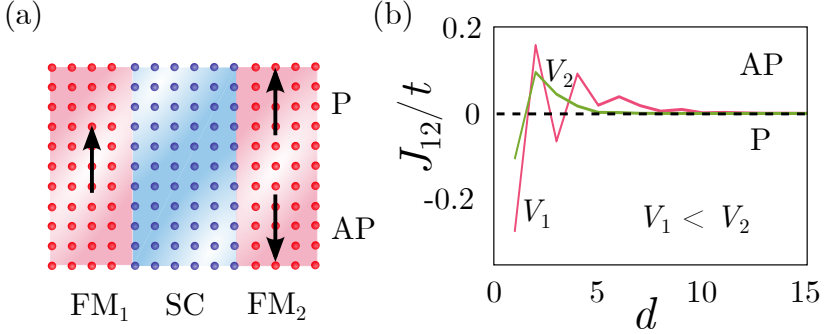 (a)
P
AP
FM₁ SC FM₂
(b)
0.2
0
-0.2
J₁₂/t
V₂
AP
P
V₁
V₁ < V₂
0 5 10 15
d